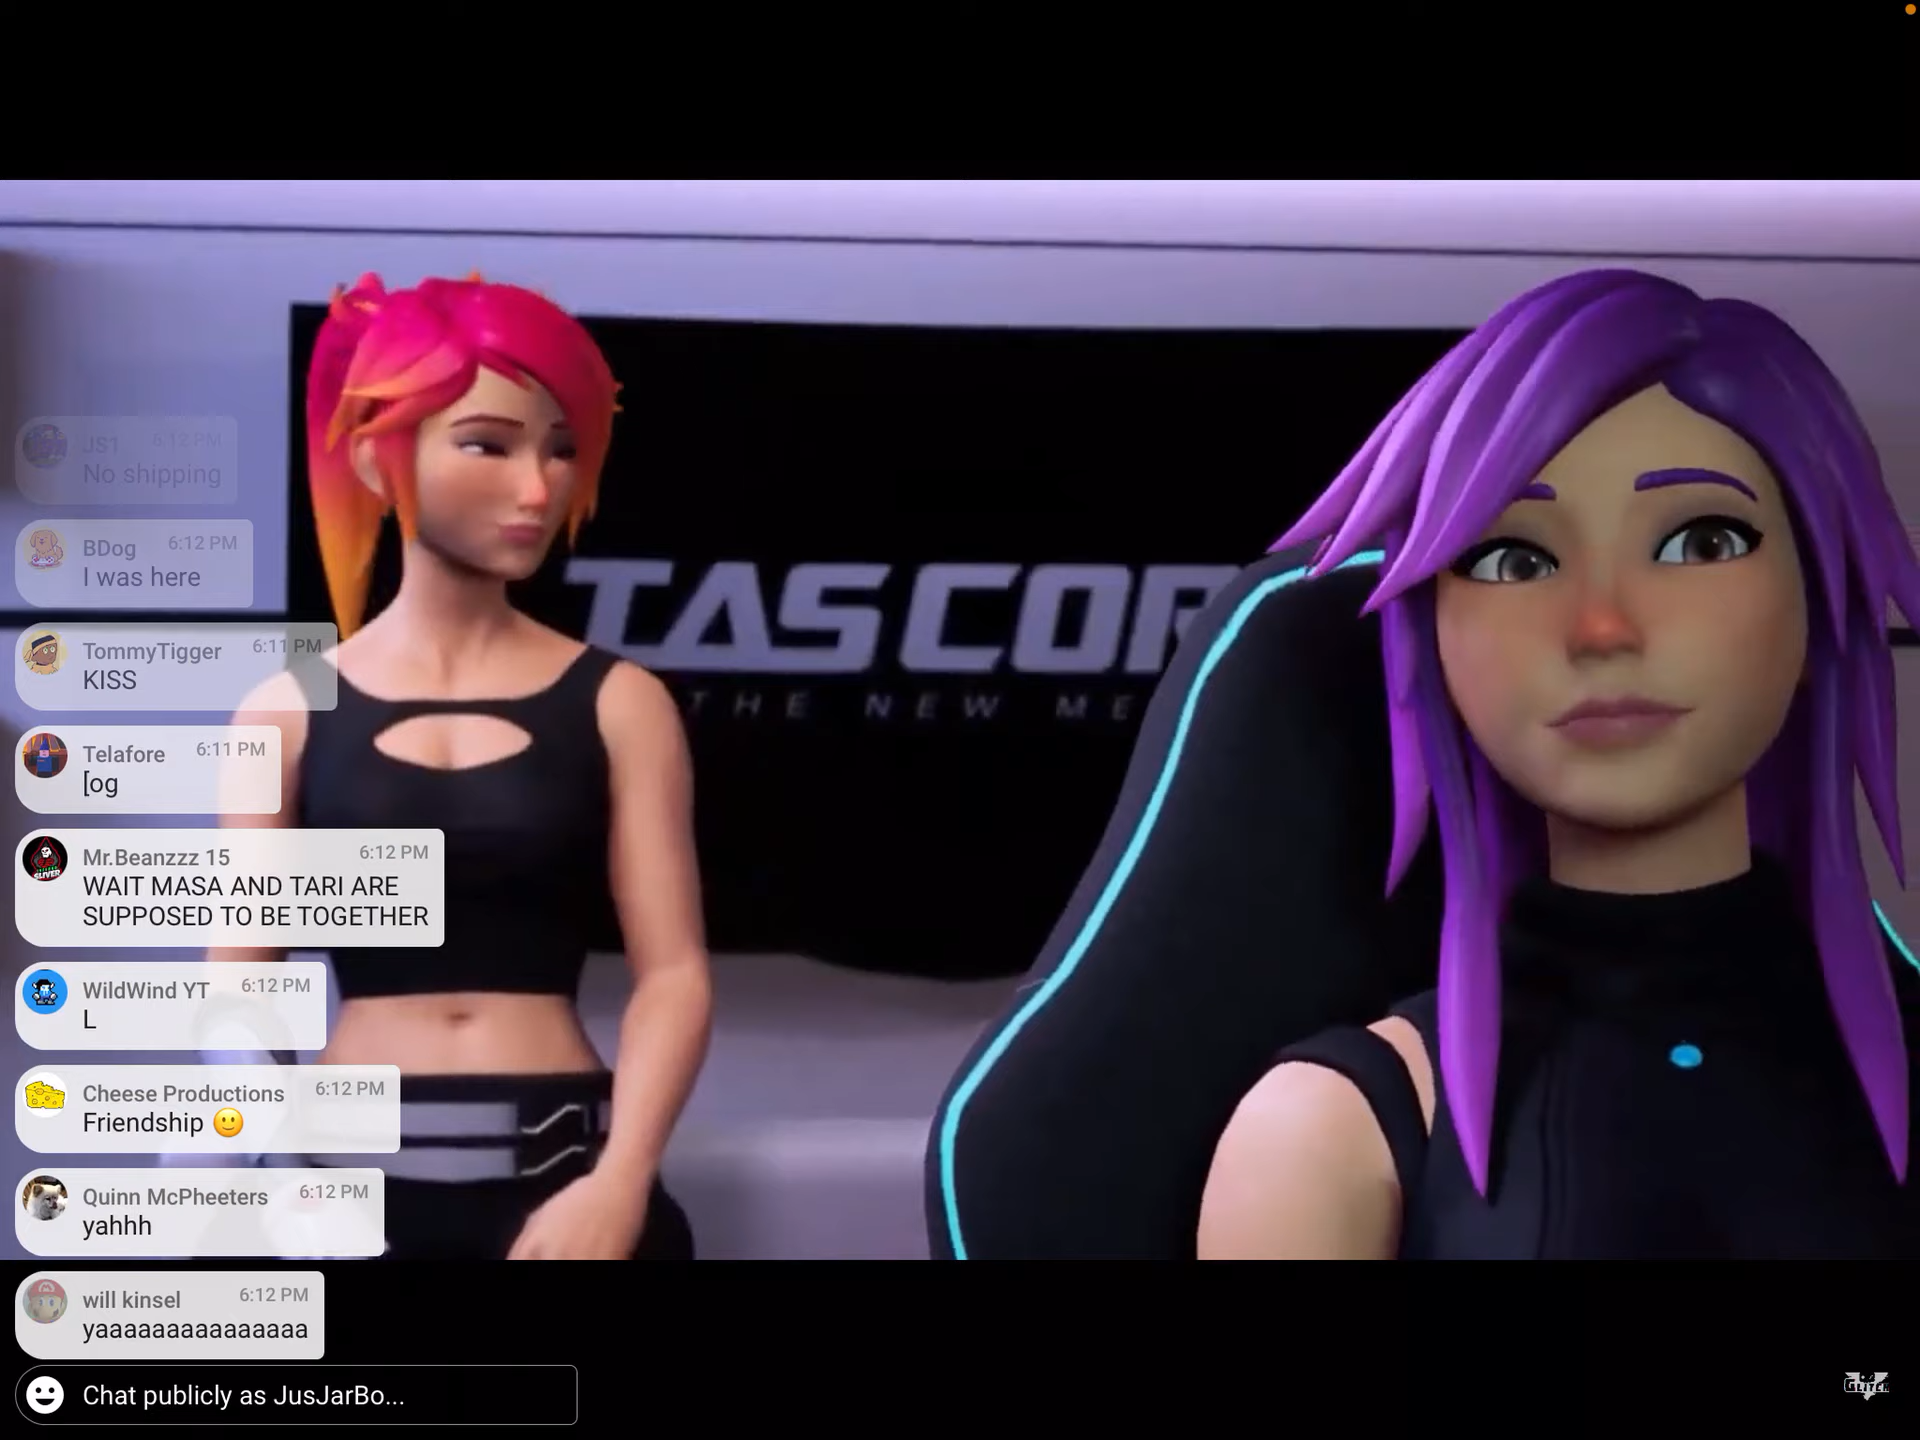 TASCOR
THE NEW ME
JS1 6:12 PM
No shipping
BDog 6:12 PM
I was here
TommyTigger 6:11 PM
KISS
Telafore 6:11 PM
[og
Mr.Beanzzz 15 6:12 PM
WAIT MASA AND TARI ARE
SUPPOSED TO BE TOGETHER
WildWind YT 6:12 PM
L
Cheese Productions 6:12 PM
Friendship 🙂
Quinn McPheeters 6:12 PM
yahhh
will kinsel 6:12 PM
yaaaaaaaaaaaaaaa
Chat publicly as JusJarBo...
GLITCH